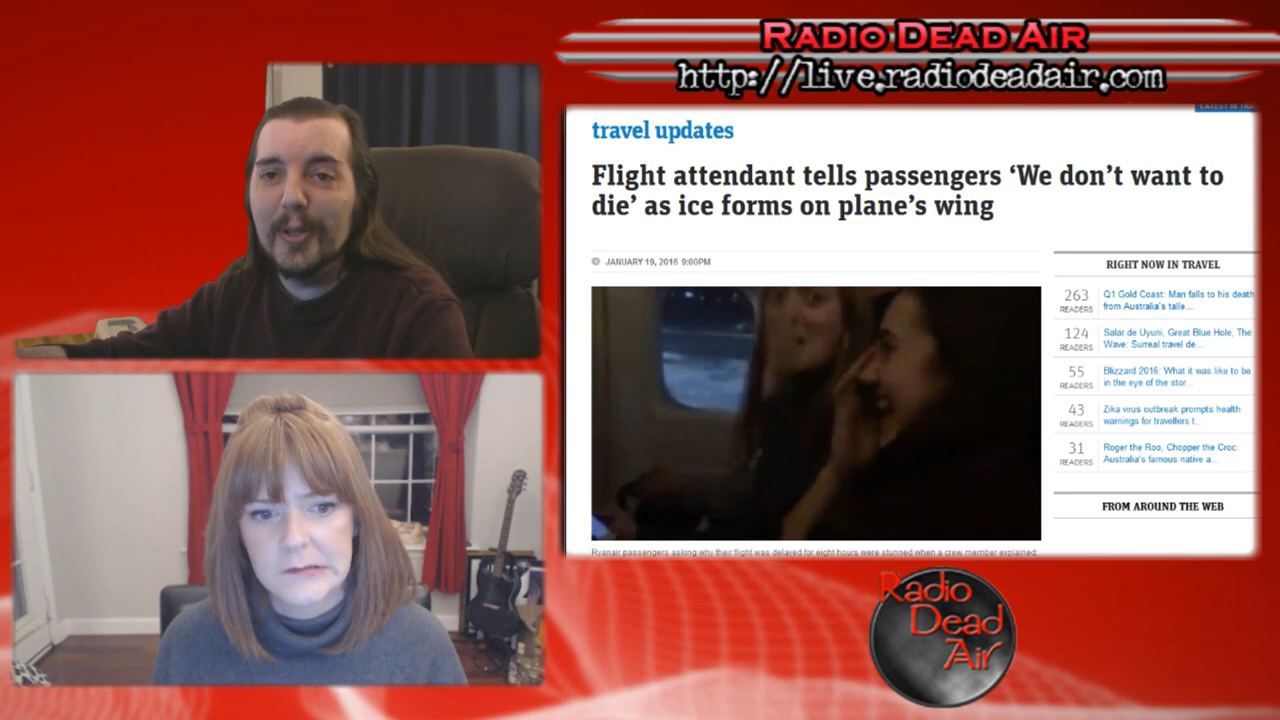 RADIO DEAD AIR
http://live.radiodeadair.com
travel updates
Flight attendant tells passengers ‘We don’t want to
die’ as ice forms on plane’s wing
JANUARY 19, 2016 9:00PM
Ryanair passengers asking why their flight was delayed for eight hours were stunned when a crew member explained:
LATEST IN
RIGHT NOW IN TRAVEL
263
READERS
Q1 Gold Coast: Man falls to his death
from Australia's talle...
124
READERS
Salar de Uyuni, Great Blue Hole, The
Wave: Surreal travel de...
55
READERS
Blizzard 2016: What it was like to be
in the eye of the stor...
43
READERS
Zika virus outbreak prompts health
warnings for travellers t...
31
READERS
Roger the Roo, Chopper the Croc:
Australia's famous native a...
FROM AROUND THE WEB
Radio
Dead
Air